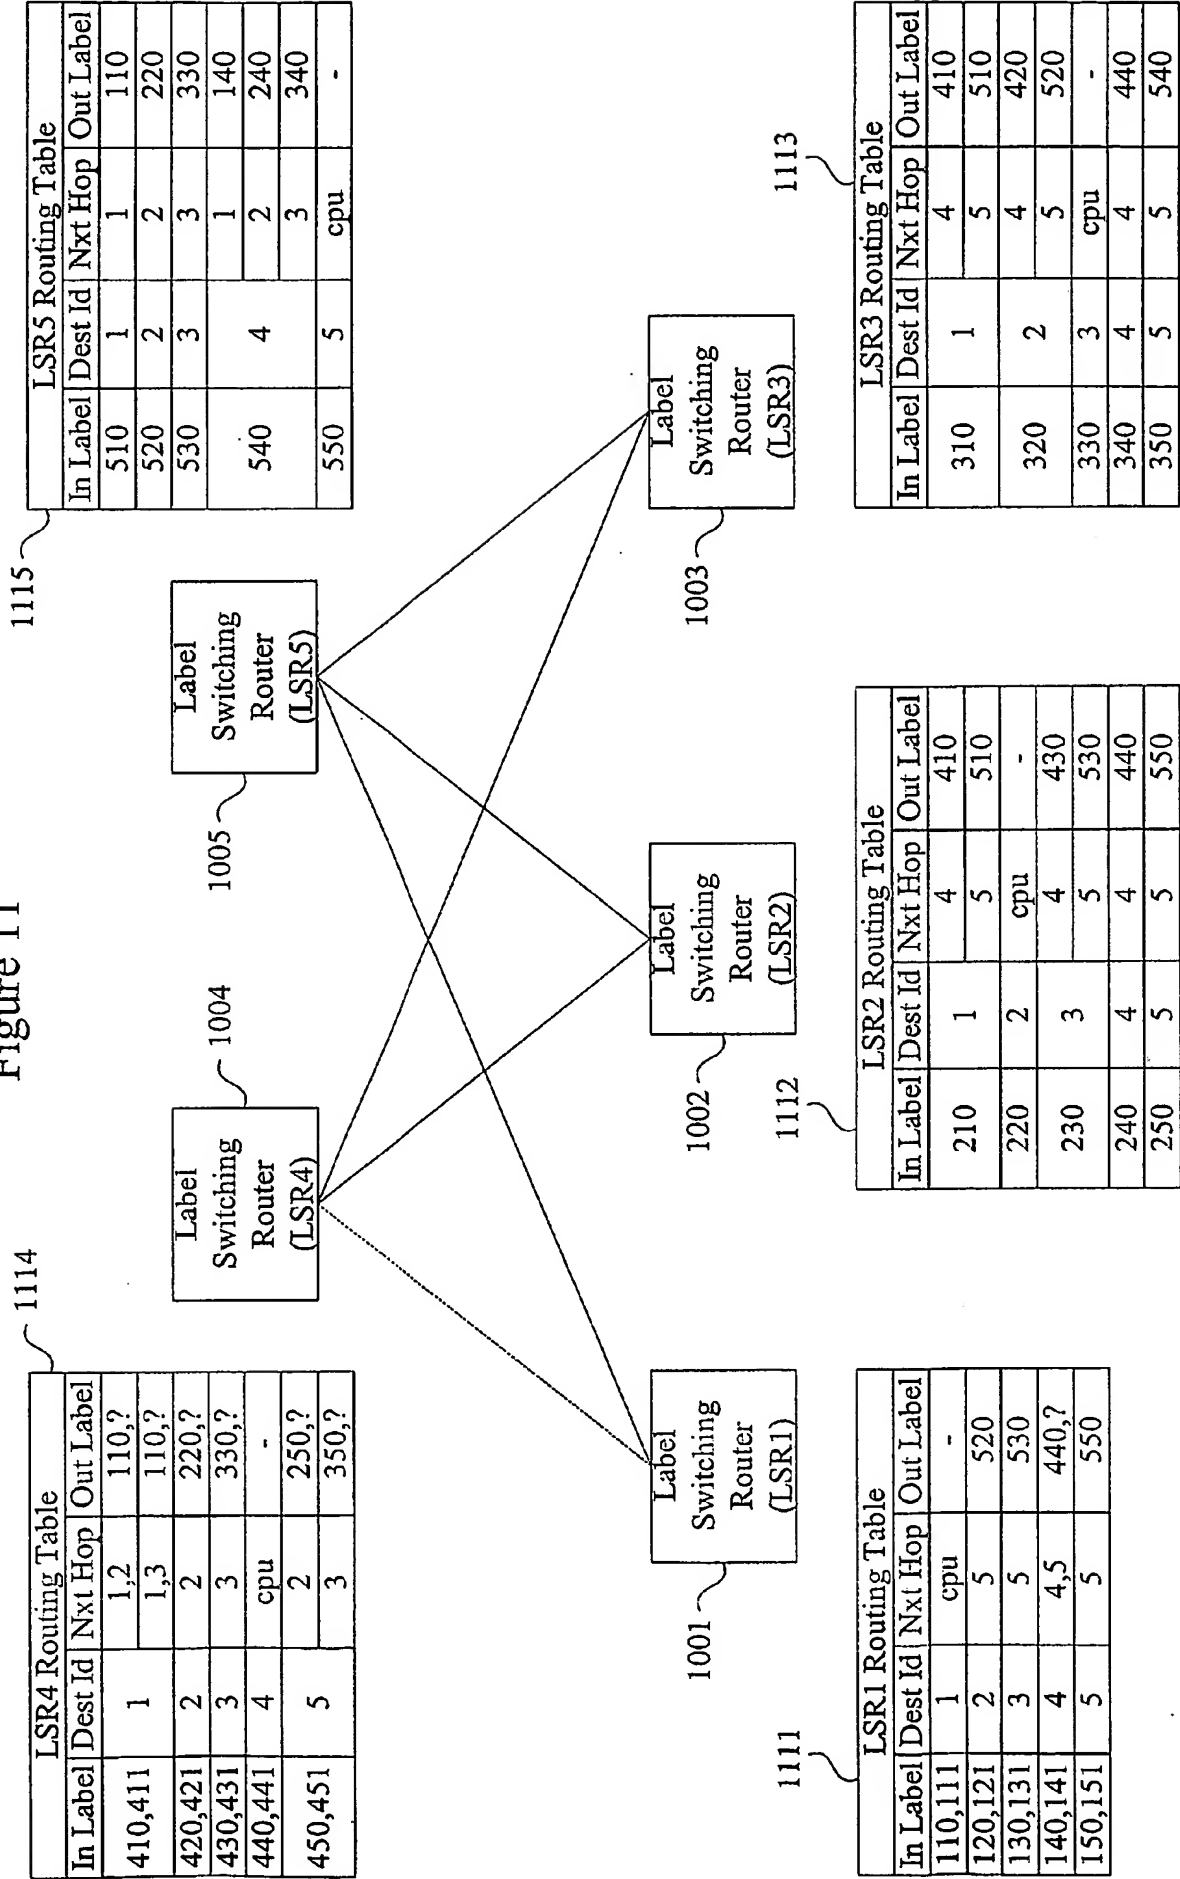 Figure 11
1114
LSR4 Routing Table
In Label Dest Id Nxt Hop Out Label
410,411 1 1,2 110,?
1,3 110,?
420,421 2 2 220,?
430,431 3 3 330,?
440,441 4 cpu -
450,451 5 2 250,?
3 350,?
1004
Label
Switching
Router
(LSR4)
1005
Label
Switching
Router
(LSR5)
1115
LSR5 Routing Table
In Label Dest Id Nxt Hop Out Label
510 1 1 110
520 2 2 220
530 3 3 330
540 4 1 140
2 240
3 340
550 5 cpu -
1001
Label
Switching
Router
(LSR1)
1002
Label
Switching
Router
(LSR2)
1003
Label
Switching
Router
(LSR3)
1111
LSR1 Routing Table
In Label Dest Id Nxt Hop Out Label
110,111 1 cpu -
120,121 2 5 520
130,131 3 5 530
140,141 4 4,5 440,?
150,151 5 5 550
1112
LSR2 Routing Table
In Label Dest Id Nxt Hop Out Label
210 1 4 410
5 510
220 2 cpu -
230 3 4 430
5 530
240 4 4 440
250 5 5 550
1113
LSR3 Routing Table
In Label Dest Id Nxt Hop Out Label
310 1 4 410
5 510
320 2 4 420
5 520
330 3 cpu -
340 4 4 440
350 5 5 540